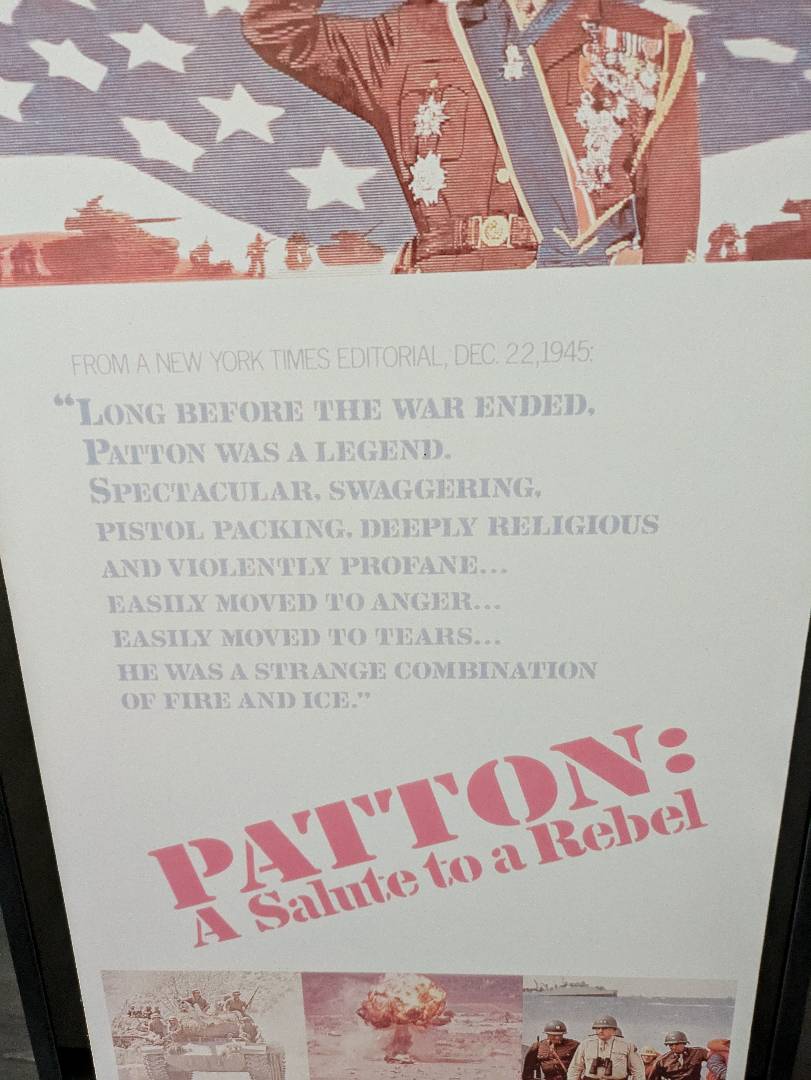 FROM A NEW YORK TIMES EDITORIAL, DEC. 22,1945:
“LONG BEFORE THE WAR ENDED,
PATTON WAS A LEGEND.
SPECTACULAR, SWAGGERING,
PISTOL PACKING, DEEPLY RELIGIOUS
AND VIOLENTLY PROFANE...
EASILY MOVED TO ANGER...
EASILY MOVED TO TEARS...
HE WAS A STRANGE COMBINATION
OF FIRE AND ICE.”
PATTON:
A Salute to a Rebel